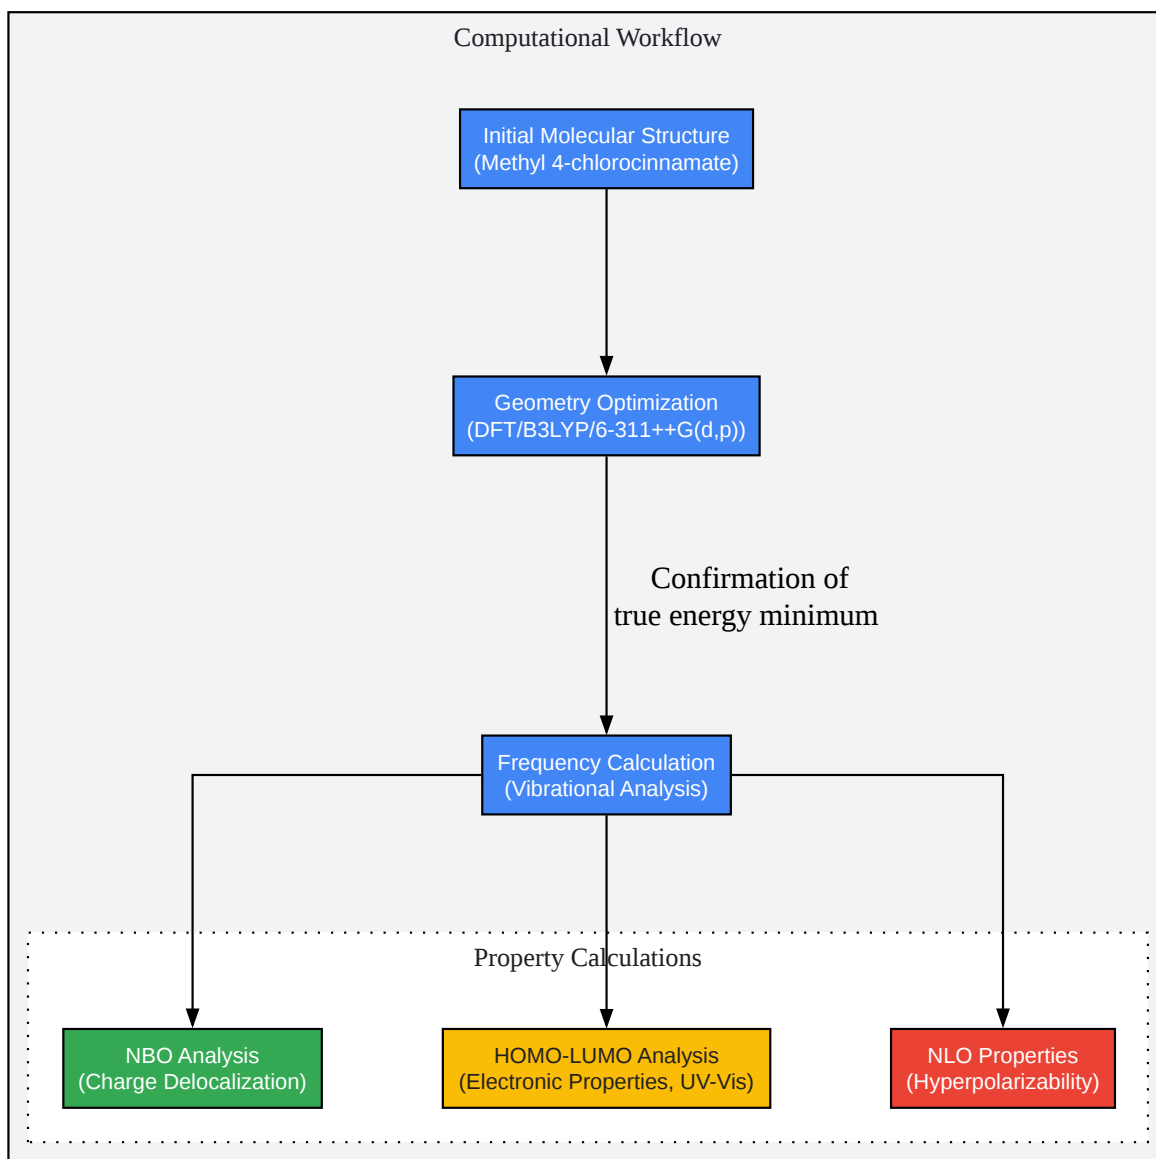 Computational Workflow
Initial Molecular Structure
(Methyl 4-chlorocinnamate)
Geometry Optimization
(DFT/B3LYP/6-311++G(d,p))
Confirmation of
true energy minimum
Frequency Calculation
(Vibrational Analysis)
Property Calculations
NBO Analysis
(Charge Delocalization)
HOMO-LUMO Analysis
(Electronic Properties, UV-Vis)
NLO Properties
(Hyperpolarizability)